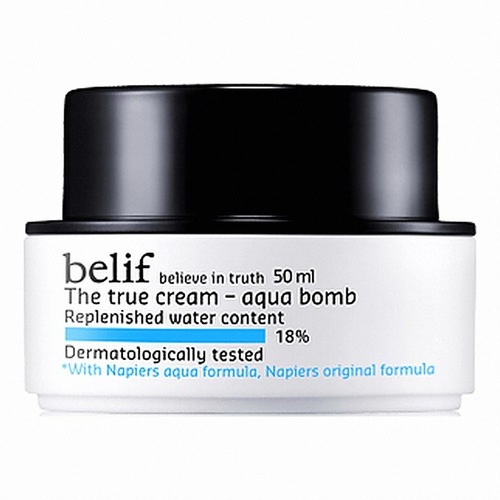 belif believe in truth 50 ml
The true cream – aqua bomb
Replenished water content
18%
Dermatologically tested
*With Napiers aqua formula, Napiers original formula